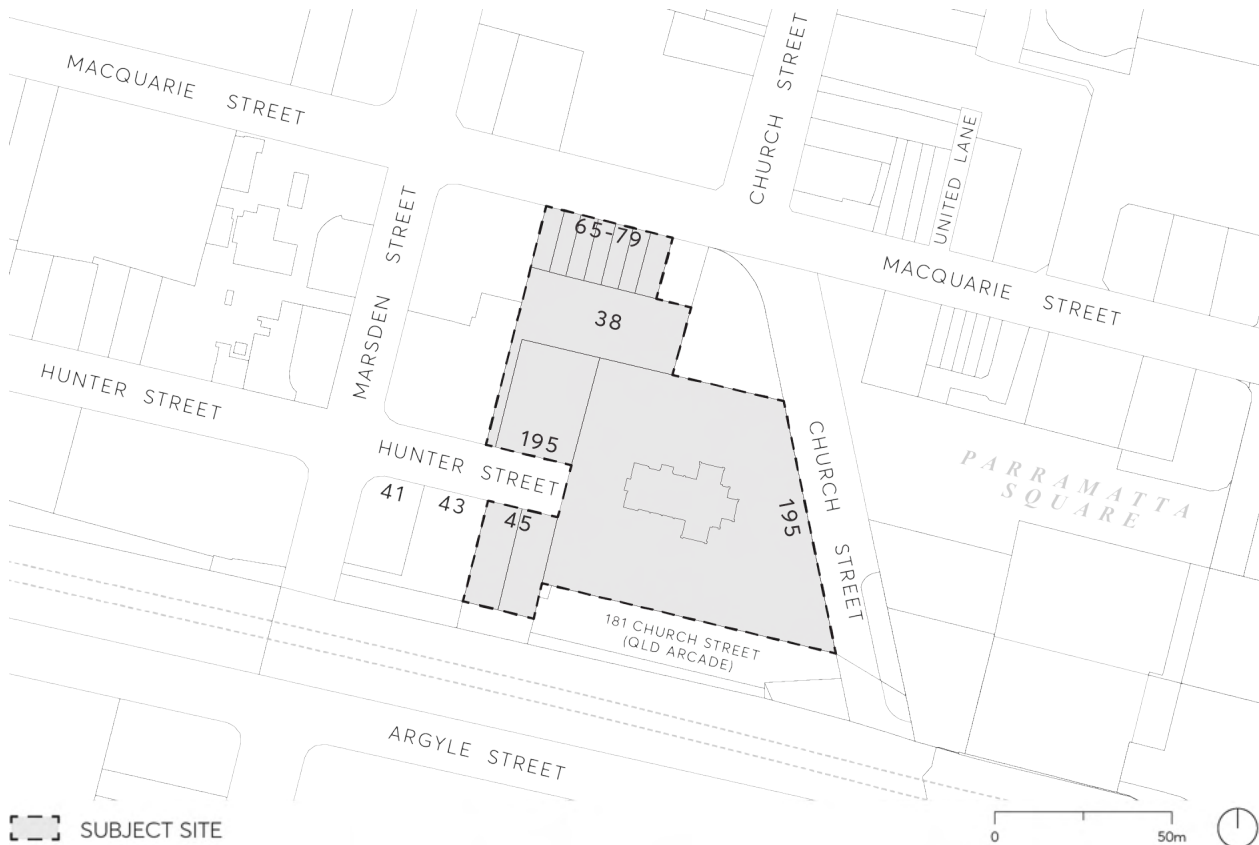 MACQUARIE STREET
CHURCH STREET
UNITED LANE
MARSDEN STREET
65-79
MACQUARIE STREET
38
HUNTER STREET
195
HUNTER STREET
CHURCH STREET
PARRAMATTA
SQUARE
41
43
45
195
181 CHURCH STREET
(QLD ARCADE)
ARGYLE STREET
SUBJECT SITE
0
50m